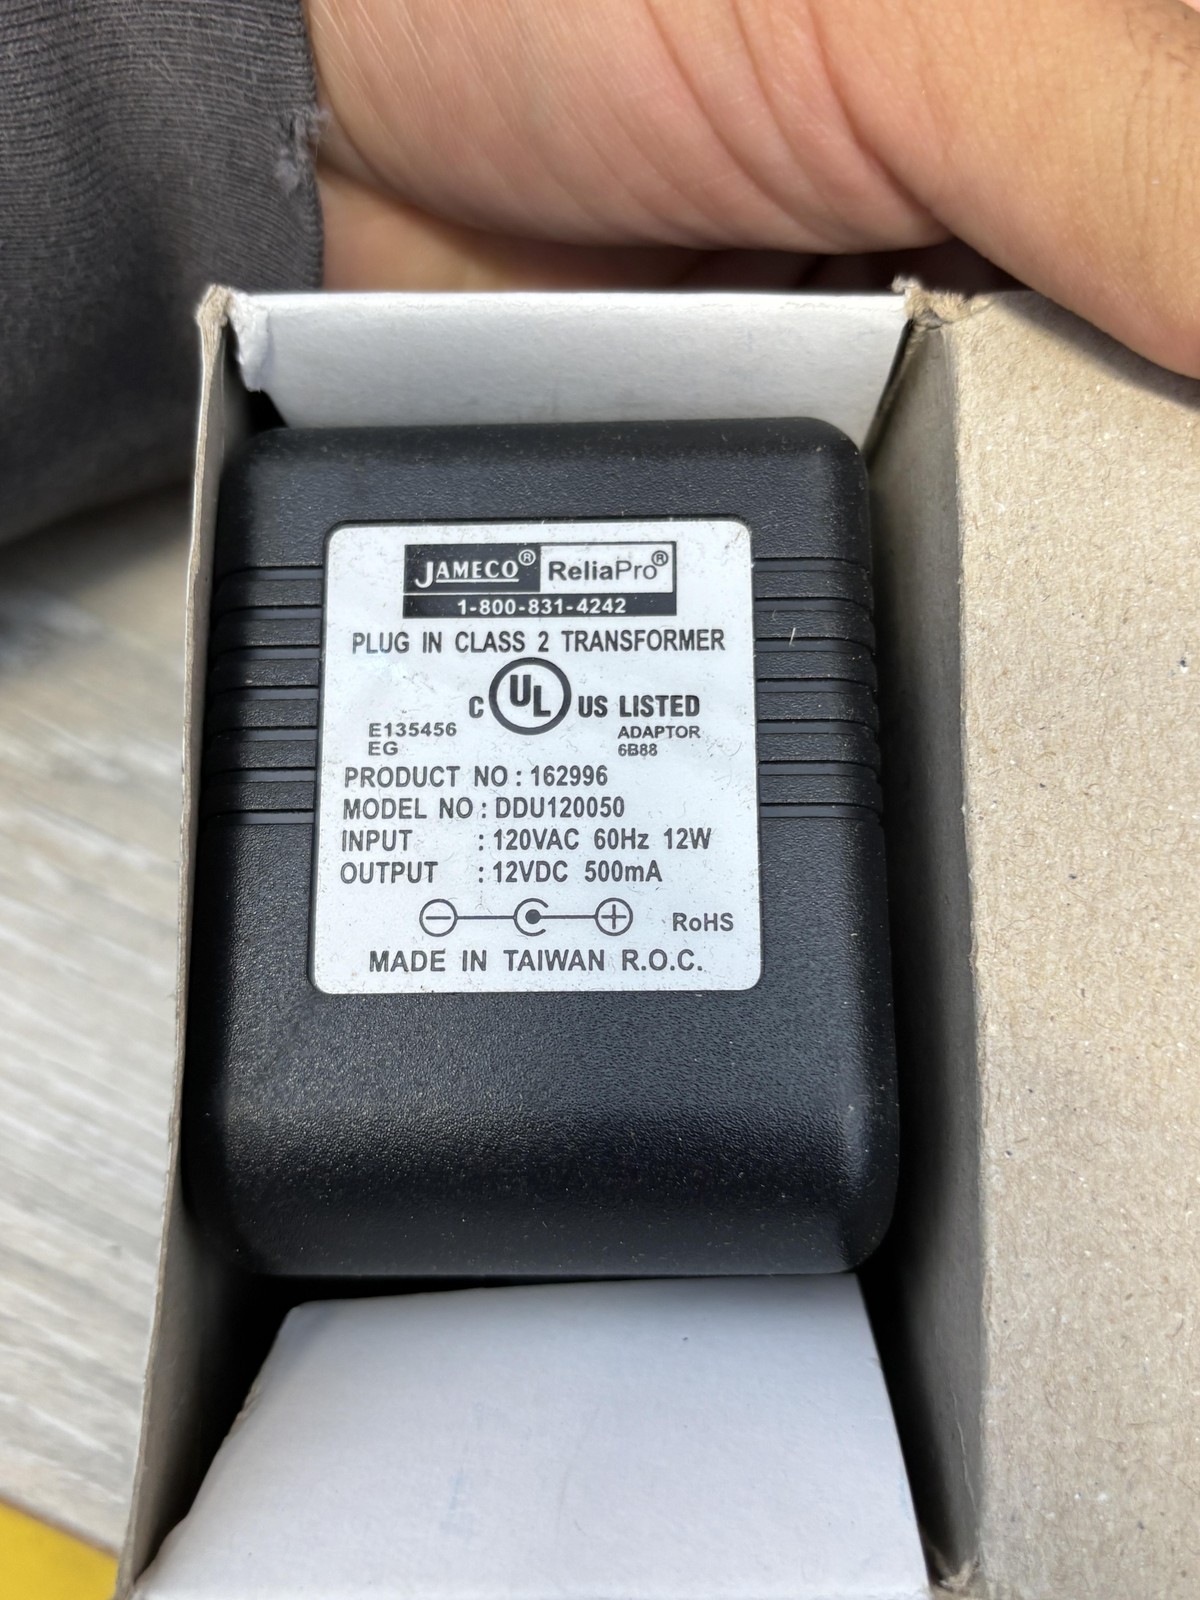 JAMECO® ReliaPro®
1-800-831-4242
PLUG IN CLASS 2 TRANSFORMER
C UL US LISTED
E135456 ADAPTOR
EG 6B88
PRODUCT NO : 162996
MODEL NO : DDU120050
INPUT : 120VAC 60Hz 12W
OUTPUT : 12VDC 500mA
RoHS
MADE IN TAIWAN R.O.C.